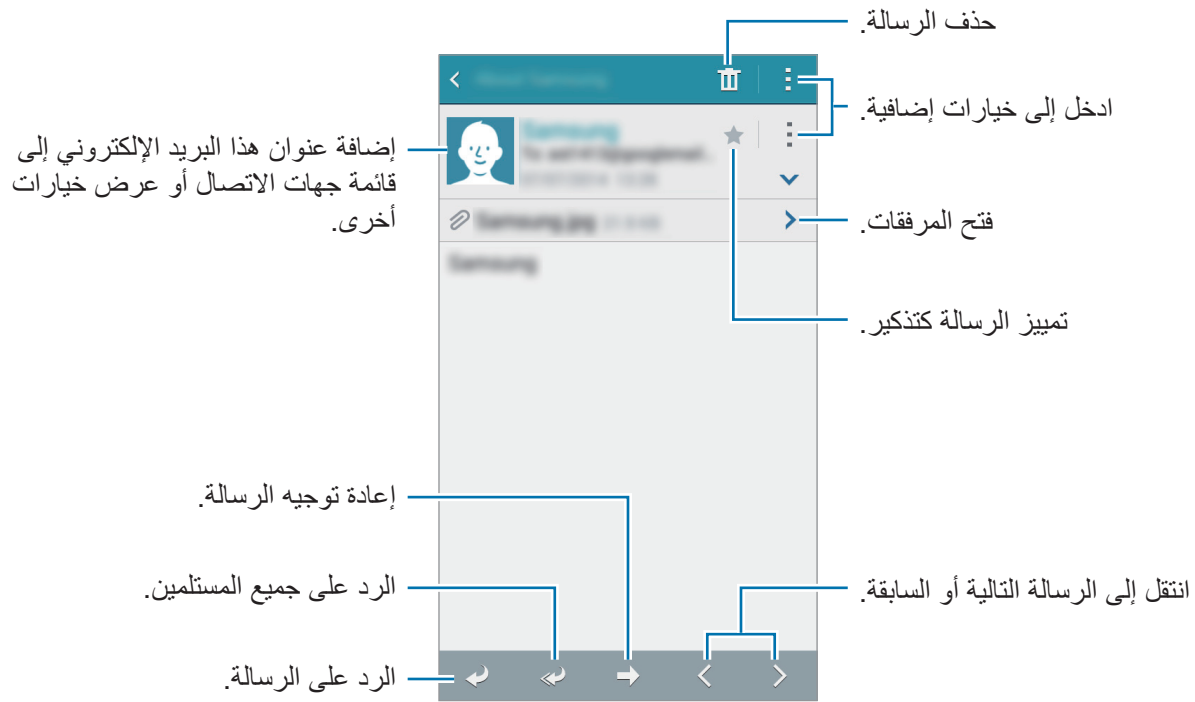 حذف الرسالة.
ادخل إلى خيارات إضافية.
إضافة عنوان هذا البريد الإلكتروني إلى
قائمة جهات الاتصال أو عرض خيارات
أخرى.
فتح المرفقات.
تمييز الرسالة كتذكير.
إعادة توجيه الرسالة.
الرد على جميع المستلمين.
انتقل إلى الرسالة التالية أو السابقة.
الرد على الرسالة.